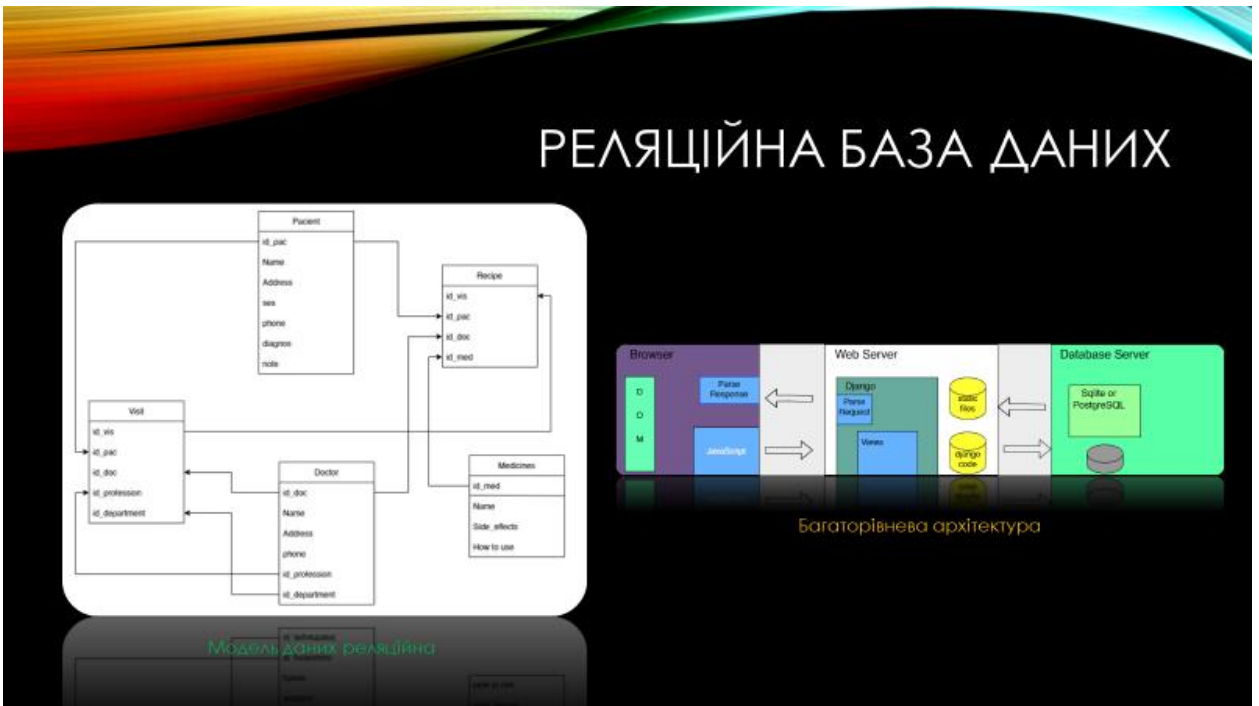 РЕЛЯЦІЙНА БАЗА ДАНИХ
Pacient
id_pac
Name
Address
sex
phone
diagnos
note
Recipe
id_vis
id_pac
id_doc
id_med
Visit
id_vis
id_pac
id_doc
id_profession
id_department
Doctor
id_doc
Name
Address
phone
id_profession
id_department
Medicines
id_med
Name
Side_effects
How to use
Модель даних реляційна
Browser
D
O
M
Parse
Response
JavaScript
Web Server
Django
Parse
Request
Views
static
files
django
code
Database Server
Sqlite or
PostgreSQL
Багаторівнева архітектура